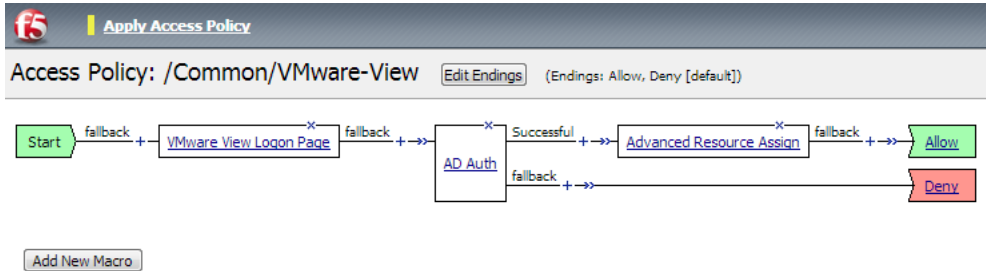 f5
Apply Access Policy
Access Policy: /Common/VMware-View Edit Endings (Endings: Allow, Deny [default])
Start fallback + VMware View Logon Page fallback + AD Auth Successful + Advanced Resource Assign fallback + Allow
fallback + Deny
Add New Macro